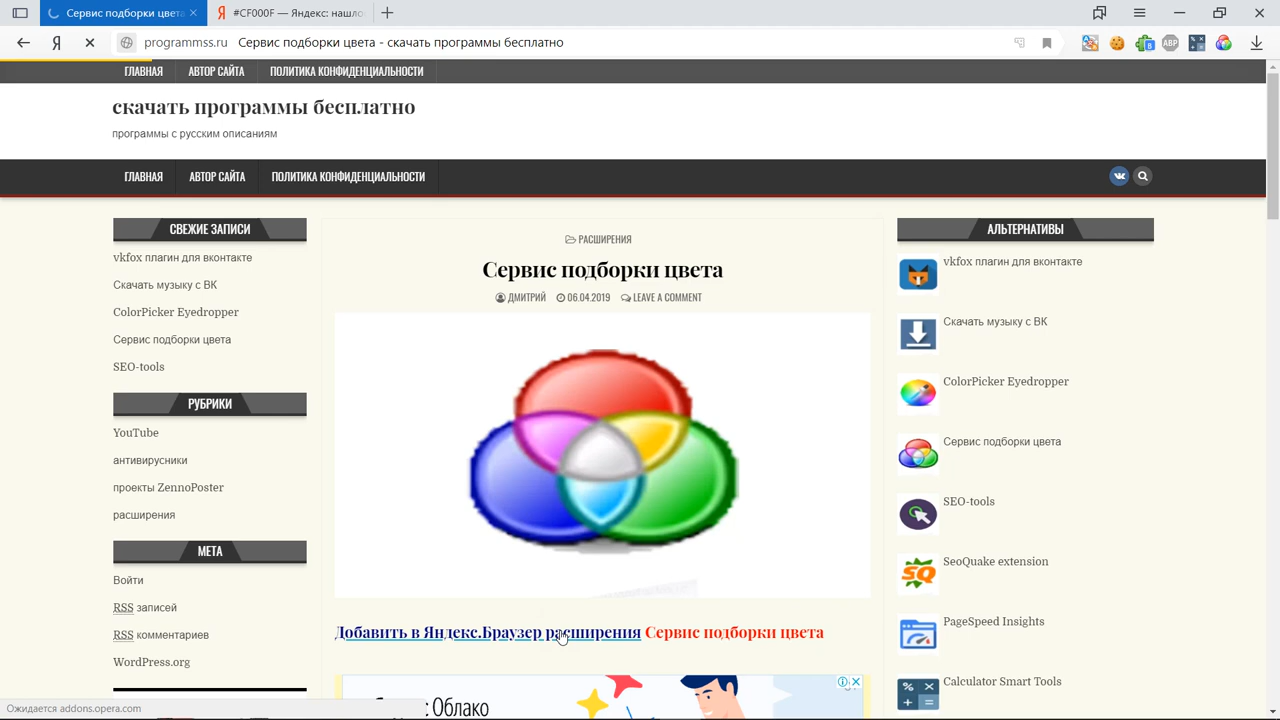 Сервис подборки цвета
#CF000F — Яндекс: нашло
programmss.ru Сервис подборки цвета - скачать программы бесплатно
ABP
ГЛАВНАЯ АВТОР САЙТА ПОЛИТИКА КОНФИДЕНЦИАЛЬНОСТИ
скачать программы бесплатно
программы с русским описаниям
ГЛАВНАЯ АВТОР САЙТА ПОЛИТИКА КОНФИДЕНЦИАЛЬНОСТИ
СВЕЖИЕ ЗАПИСИ
vkfox плагин для вконтакте
Скачать музыку с ВК
ColorPicker Eyedropper
Сервис подборки цвета
SEO-tools
РУБРИКИ
YouTube
антивирусники
проекты ZennoPoster
расширения
МЕТА
Войти
RSS записей
RSS комментариев
WordPress.org
РАСШИРЕНИЯ
Сервис подборки цвета
ДМИТРИЙ 06.04.2019 LEAVE A COMMENT
Добавить в Яндекс.Браузер расширения Сервис подборки цвета
Облако
АЛЬТЕРНАТИВЫ
vkfox плагин для вконтакте
Скачать музыку с ВК
ColorPicker Eyedropper
Сервис подборки цвета
SEO-tools
SeoQuake extension
PageSpeed Insights
Calculator Smart Tools
Ожидается addons.opera.com